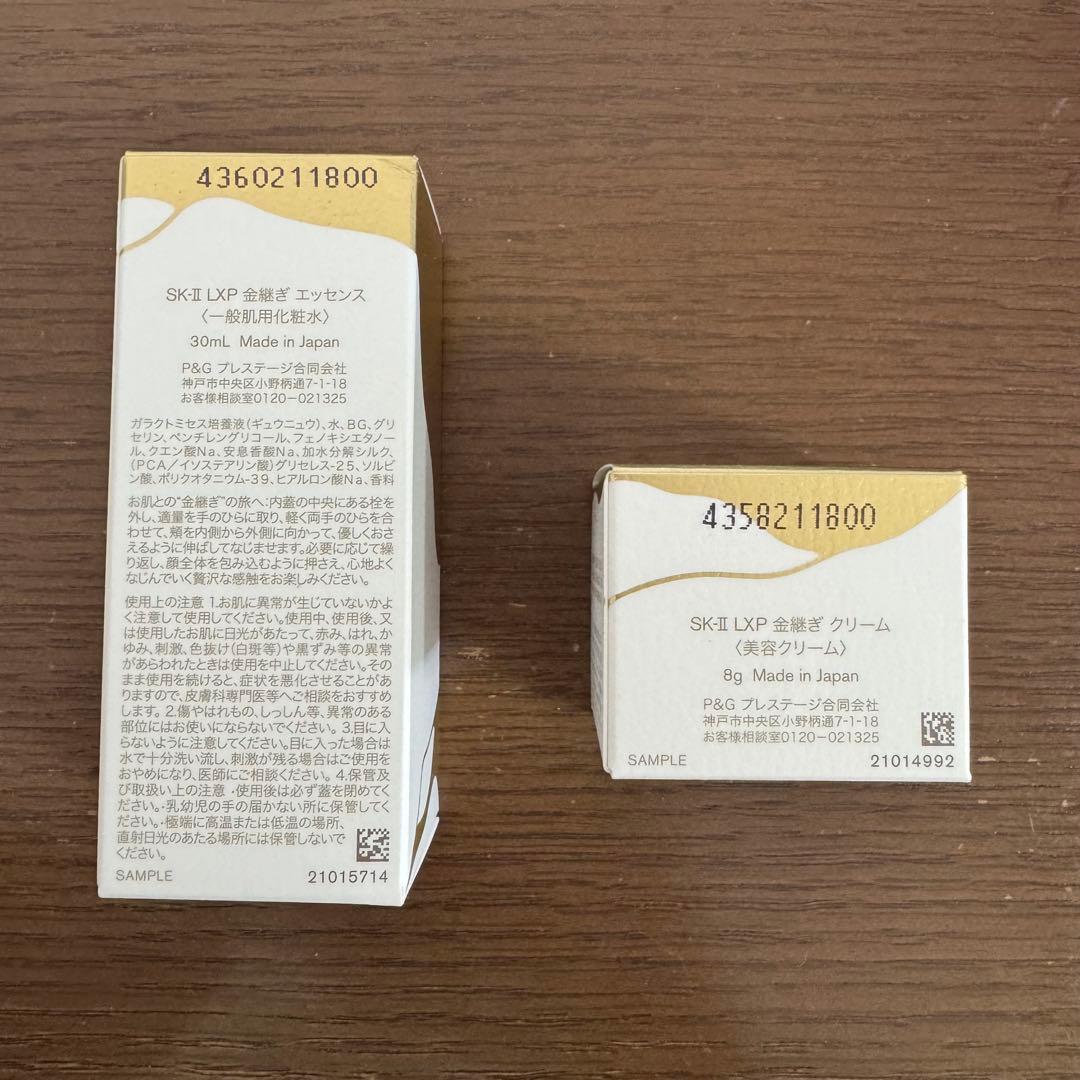 4360211800
SK-II LXP 金継ぎ エッセンス
〈一般肌用化粧水〉
30mL Made in Japan
P&G プレステージ合同会社
神戸市中央区小野柄通7-1-18
お客様相談室0120-021325
ガラクトミセス培養液(ギュウニュウ)、水、BG、グリ
セリン、ペンチレングリコール、フェノキシエタノー
ル、クエン酸Na、安息香酸Na、加水分解シルク、
(PCA/イソステアリン酸)グリセレス-25、ソルビ
ン酸、ポリクオタニウム-39、ヒアルロン酸Na、香料
お肌との"金継ぎ"の旅へ:内蓋の中央にある栓を
外し、適量を手のひらに取り、軽く両手のひらを合
わせて、頬を内側から外側に向かって、優しくおさ
えるように伸ばしてなじませます。必要に応じて繰
り返し、顔全体を包み込むように押さえ、心地よく
なじんでいく贅沢な感触をお楽しみください。
使用上の注意 1.お肌に異常が生じていないかよ
く注意して使用してください。使用中、使用後、又
は使用したお肌に日光があたって、赤み、はれ、か
ゆみ、刺激、色抜け(白斑等)や黒ずみ等の異常
があらわれたときは使用を中止してください。その
まま使用を続けると、症状を悪化させることがあ
りますので、皮膚科専門医等へご相談をおすすめ
します。2.傷やはれもの、しっしん等、異常のある
部位にはお使いにならないでください。3.目に入
らないように注意してください。目に入った場合は
水で十分洗い流し、刺激が残る場合はご使用を
おやめになり、医師にご相談ください。4.保管及
び取扱い上の注意・使用後は必ず蓋を閉めてく
ださい。・乳幼児の手の届かない所に保管してく
ださい。・極端に高温または低温の場所、
直射日光のあたる場所には保管しないで
ください。
SAMPLE 21015714
4358211800
SK-II LXP 金継ぎ クリーム
〈美容クリーム〉
8g Made in Japan
P&G プレステージ合同会社
神戸市中央区小野柄通7-1-18
お客様相談室0120-021325
SAMPLE 21014992